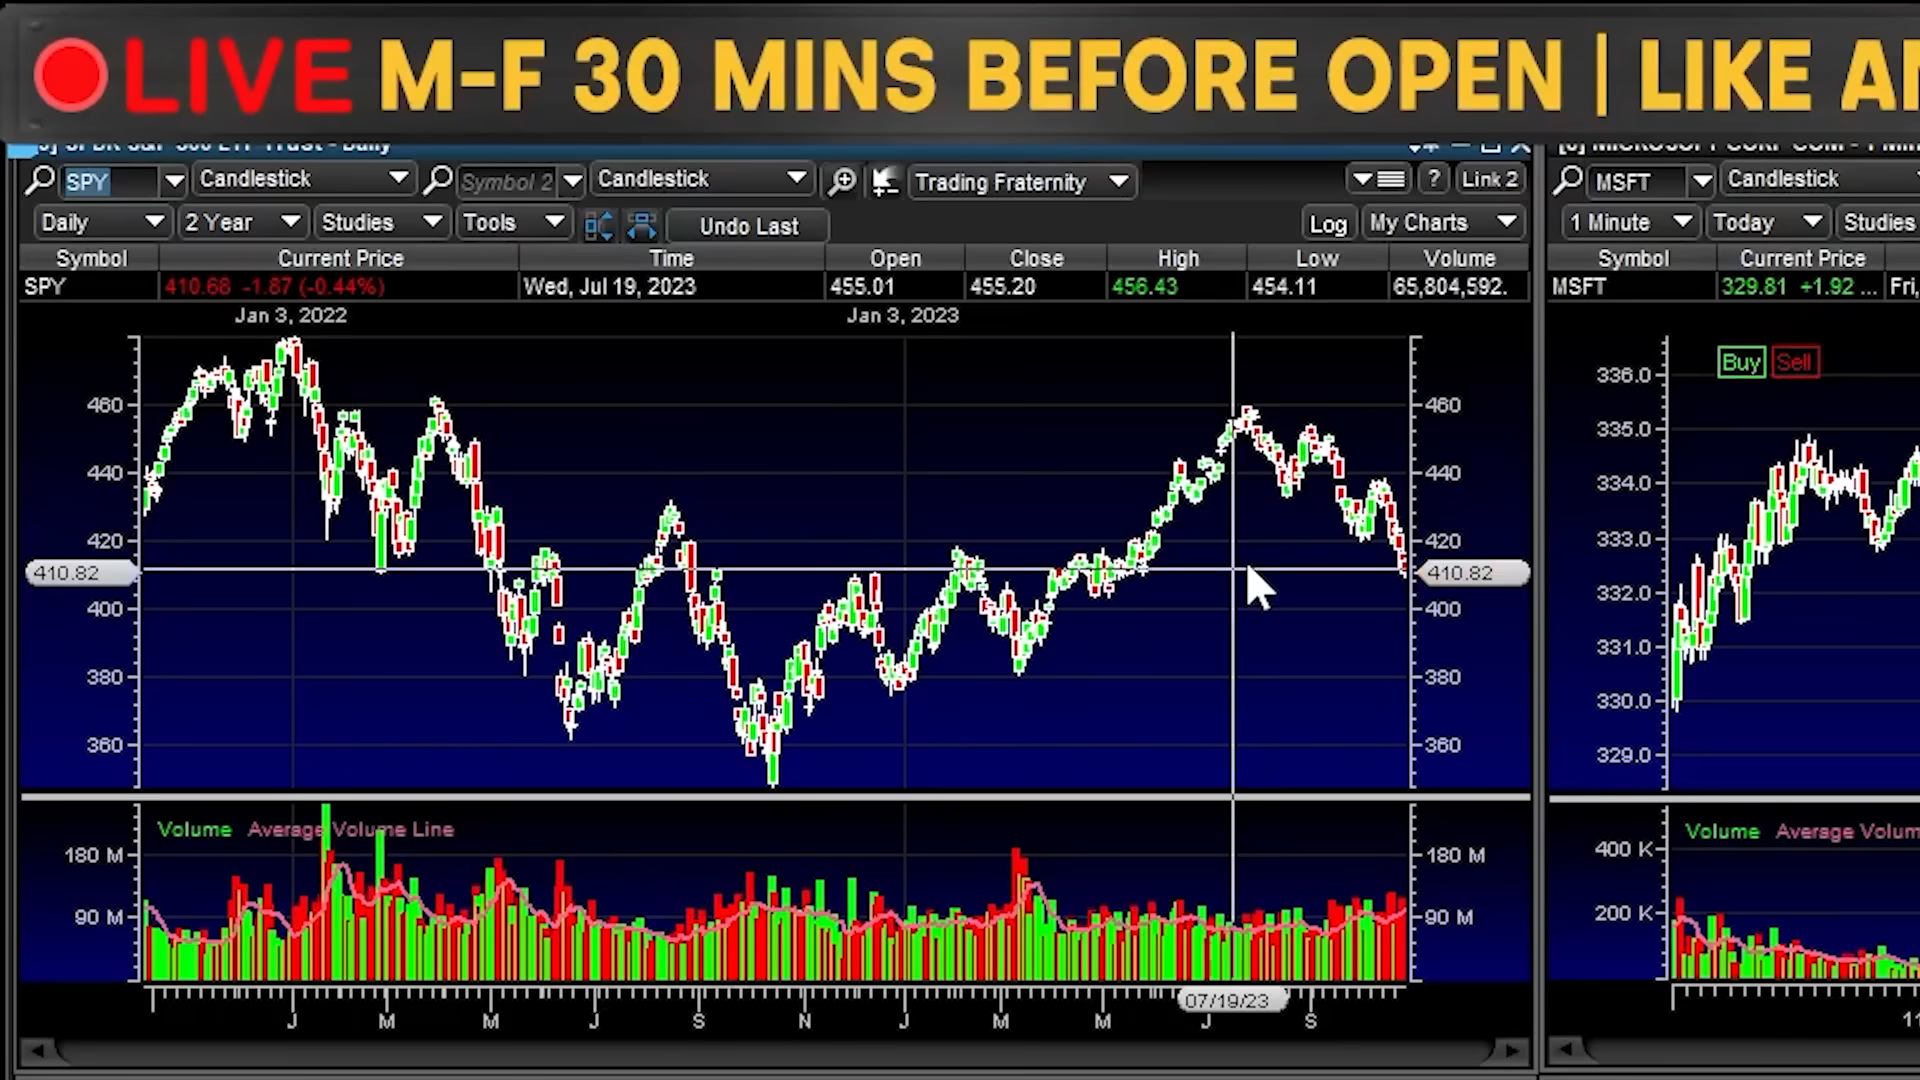 LIVE M-F 30 MINS BEFORE OPEN | LIKE AN
SPY Candlestick Symbol 2 Candlestick Trading Fraternity ? Link 2
Daily 2 Year Studies Tools Undo Last Log My Charts
Symbol Current Price Time Open Close High Low Volume
SPY 410.68 -1.87 (-0.44%) Wed, Jul 19, 2023 455.01 455.20 456.43 454.11 65,804,592.
Jan 3, 2022 Jan 3, 2023
460 460
440 440
420 420
410.82 410.82
400 400
380 380
360 360
Volume Average Volume Line
180 M 180 M
90 M 90 M
07/19/23
J M M J S N J M M J S
MSFT Candlestick
1 Minute Today Studies
Symbol Current Price
MSFT 329.81 +1.92 ... Fri,
Buy Sell
336.0
335.0
334.0
333.0
332.0
331.0
330.0
329.0
Volume Average Volum
400 K
200 K
11